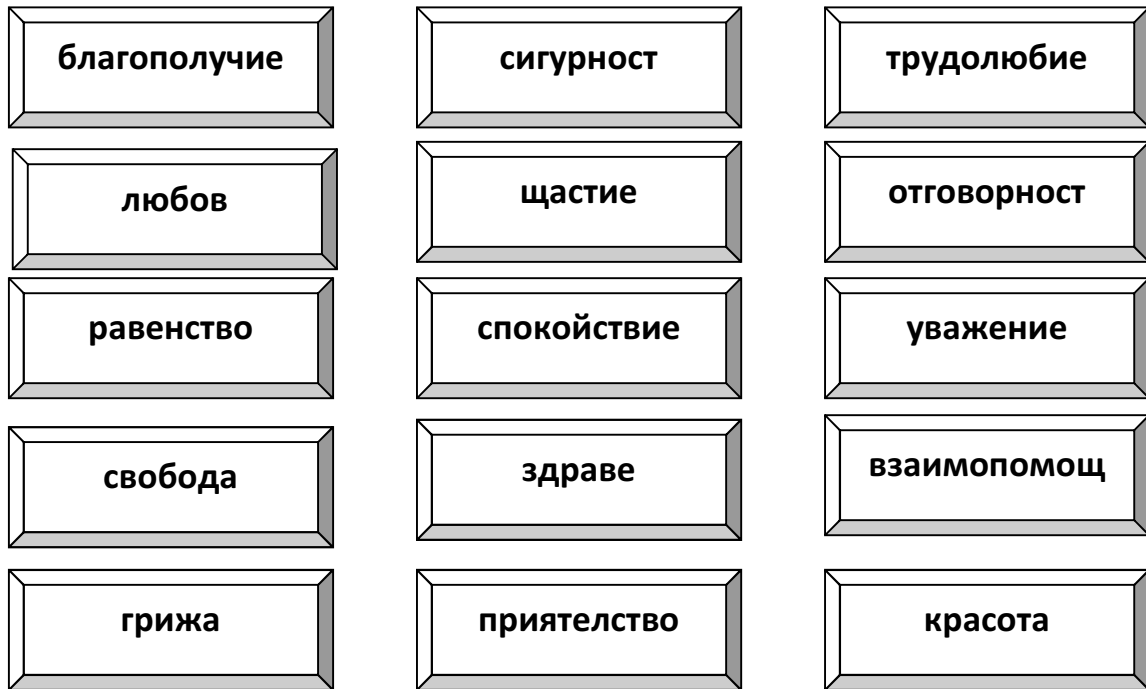 благополучие
сигурност
трудолюбие
любов
щастие
отговорност
равенство
спокойствие
уважение
свобода
здраве
взаимопомощ
грижа
приятелство
красота